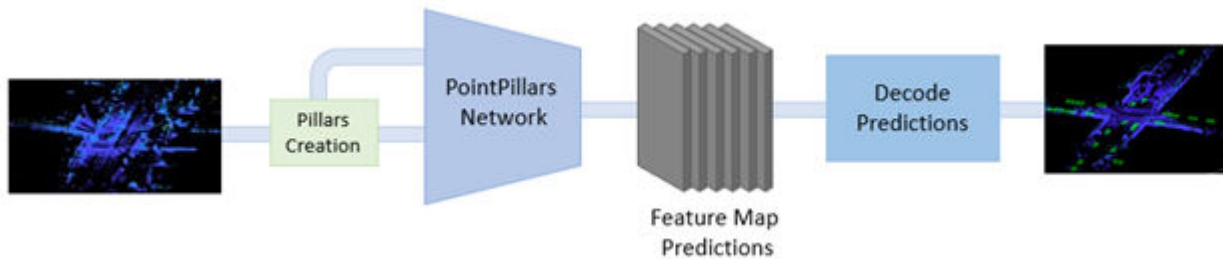 Pillars
Creation
PointPillars
Network
Feature Map
Predictions
Decode
Predictions